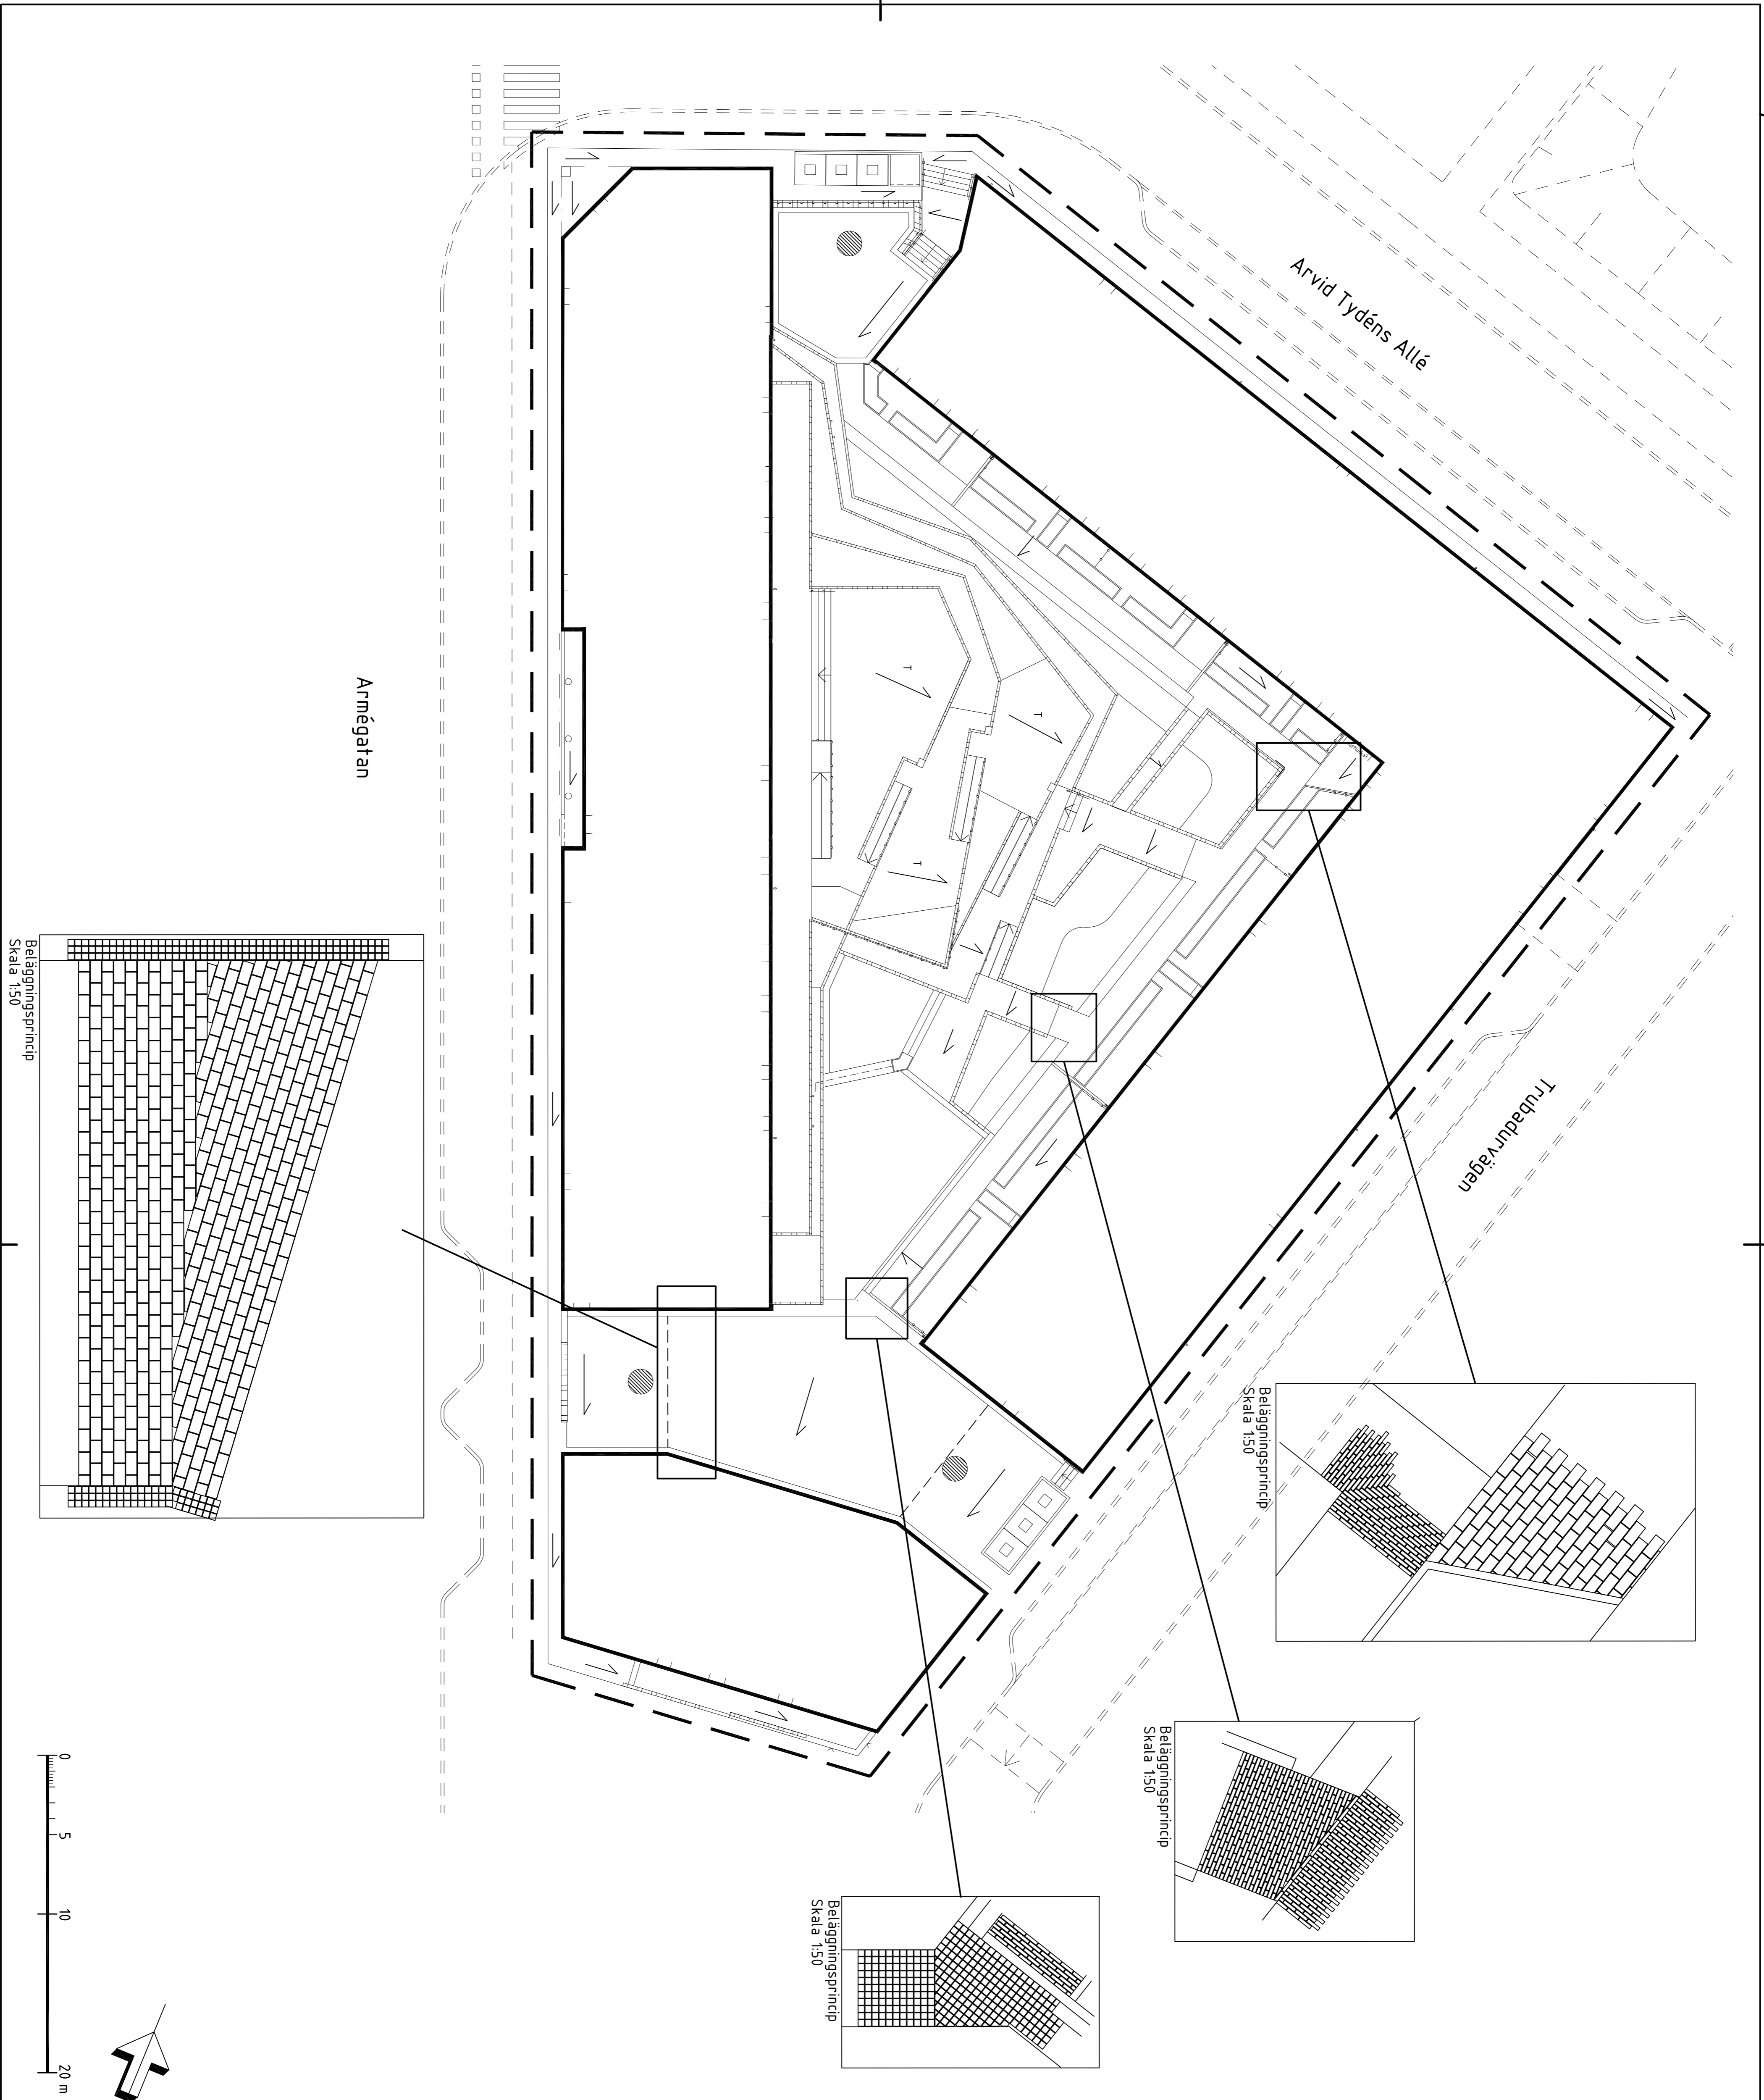 Arvid Tydéns Allé
Armégatan
Trubadurvägen
T
T
T
Beläggningsprincip
Skala 1:50
Beläggningsprincip
Skala 1:50
Beläggningsprincip
Skala 1:50
Beläggningsprincip
Skala 1:50
0
5
10
20 m